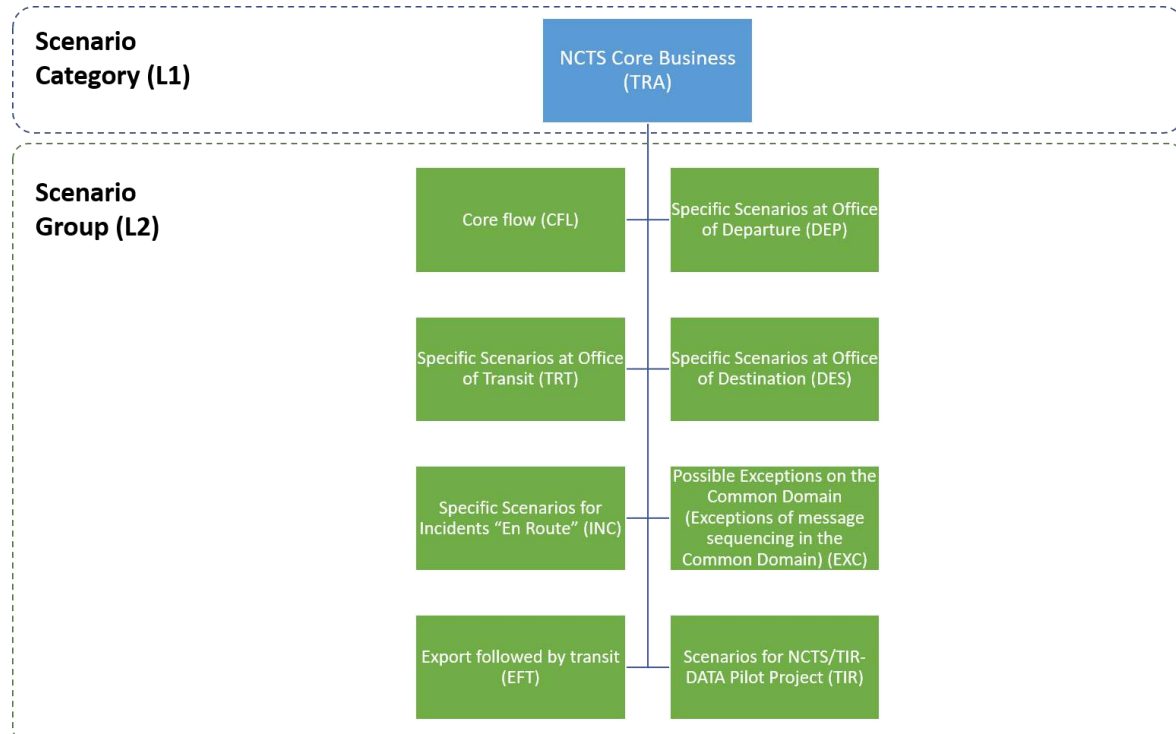 Scenario
Category (L1)
NCTS Core Business
(TRA)
Scenario
Group (L2)
Core flow (CFL)
Specific Scenarios at Office
of Departure (DEP)
Specific Scenarios at Office
of Transit (TRT)
Specific Scenarios at Office
of Destination (DES)
Specific Scenarios for
Incidents “En Route” (INC)
Possible Exceptions on the
Common Domain
(Exceptions of message
sequencing in the
Common Domain) (EXC)
Export followed by transit
(EFT)
Scenarios for NCTS/TIR-
DATA Pilot Project (TIR)